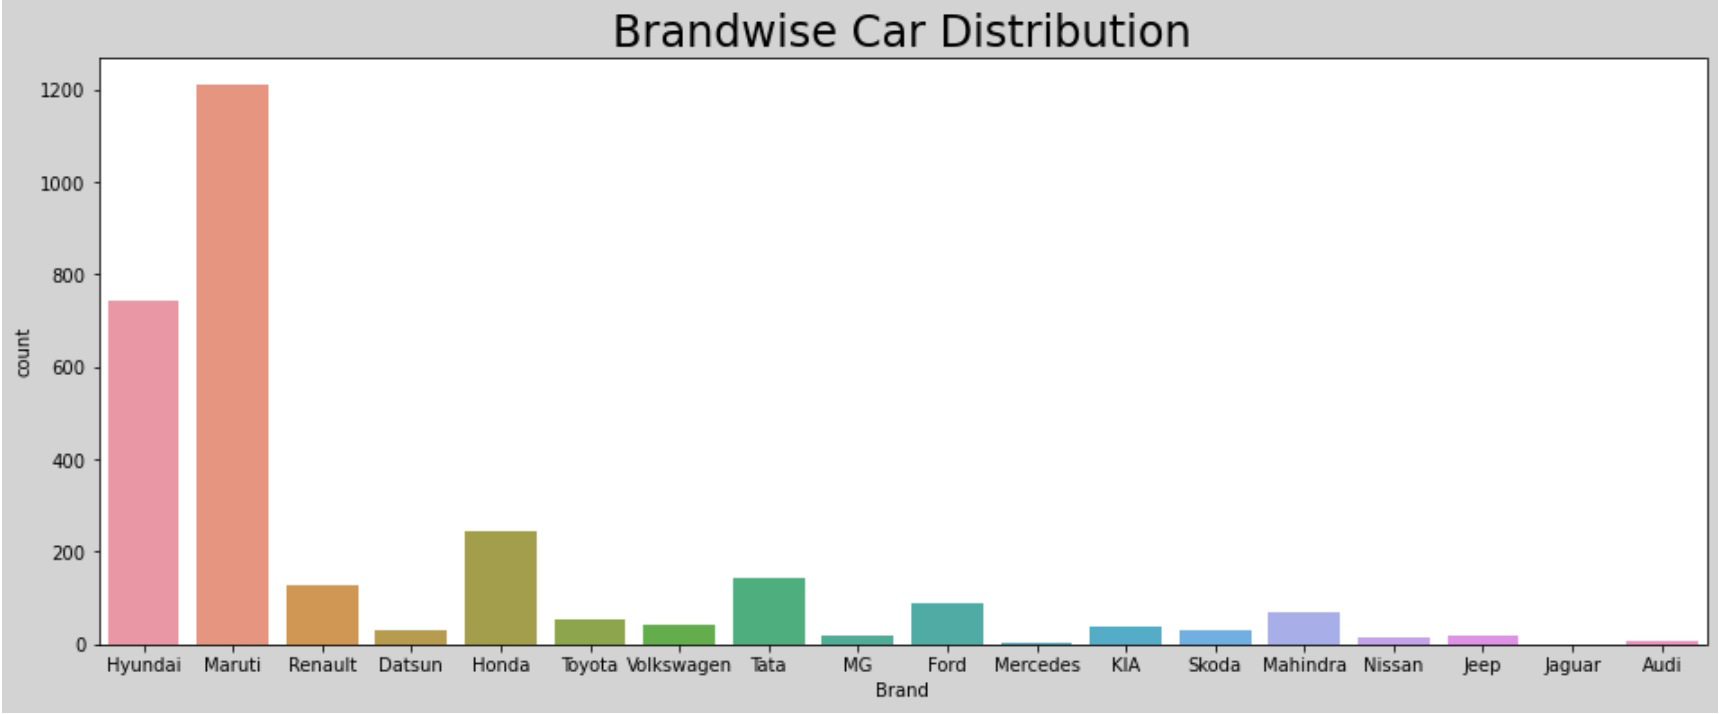 Brandwise Car Distribution
1200
1000
800
600
400
200
0
count
Hyundai Maruti Renault Datsun Honda Toyota Volkswagen Tata MG Ford Mercedes KIA Skoda Mahindra Nissan Jeep Jaguar Audi
Brand